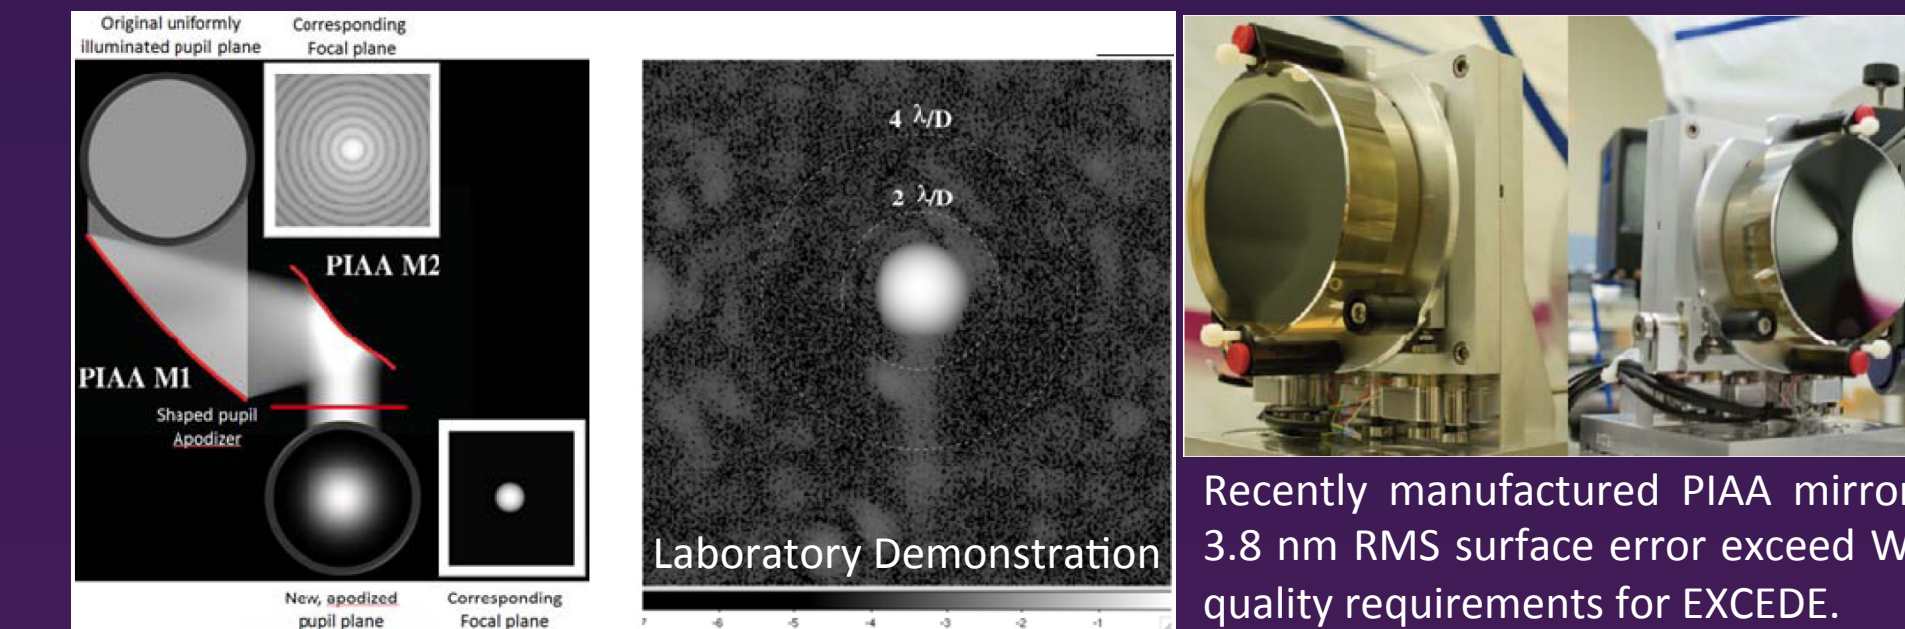 Original uniformly
illuminated pupil plane
Corresponding
Focal plane
PIAA M2
PIAA M1
Shaped pupil
Apodizer
New, apodized
pupil plane
Corresponding
Focal plane
4 λ/D
2 λ/D
Laboratory Demonstration
-6 -5 -4 -3 -2 -1
Recently manufactured PIAA mirror
3.8 nm RMS surface error exceed W
quality requirements for EXCEDE.